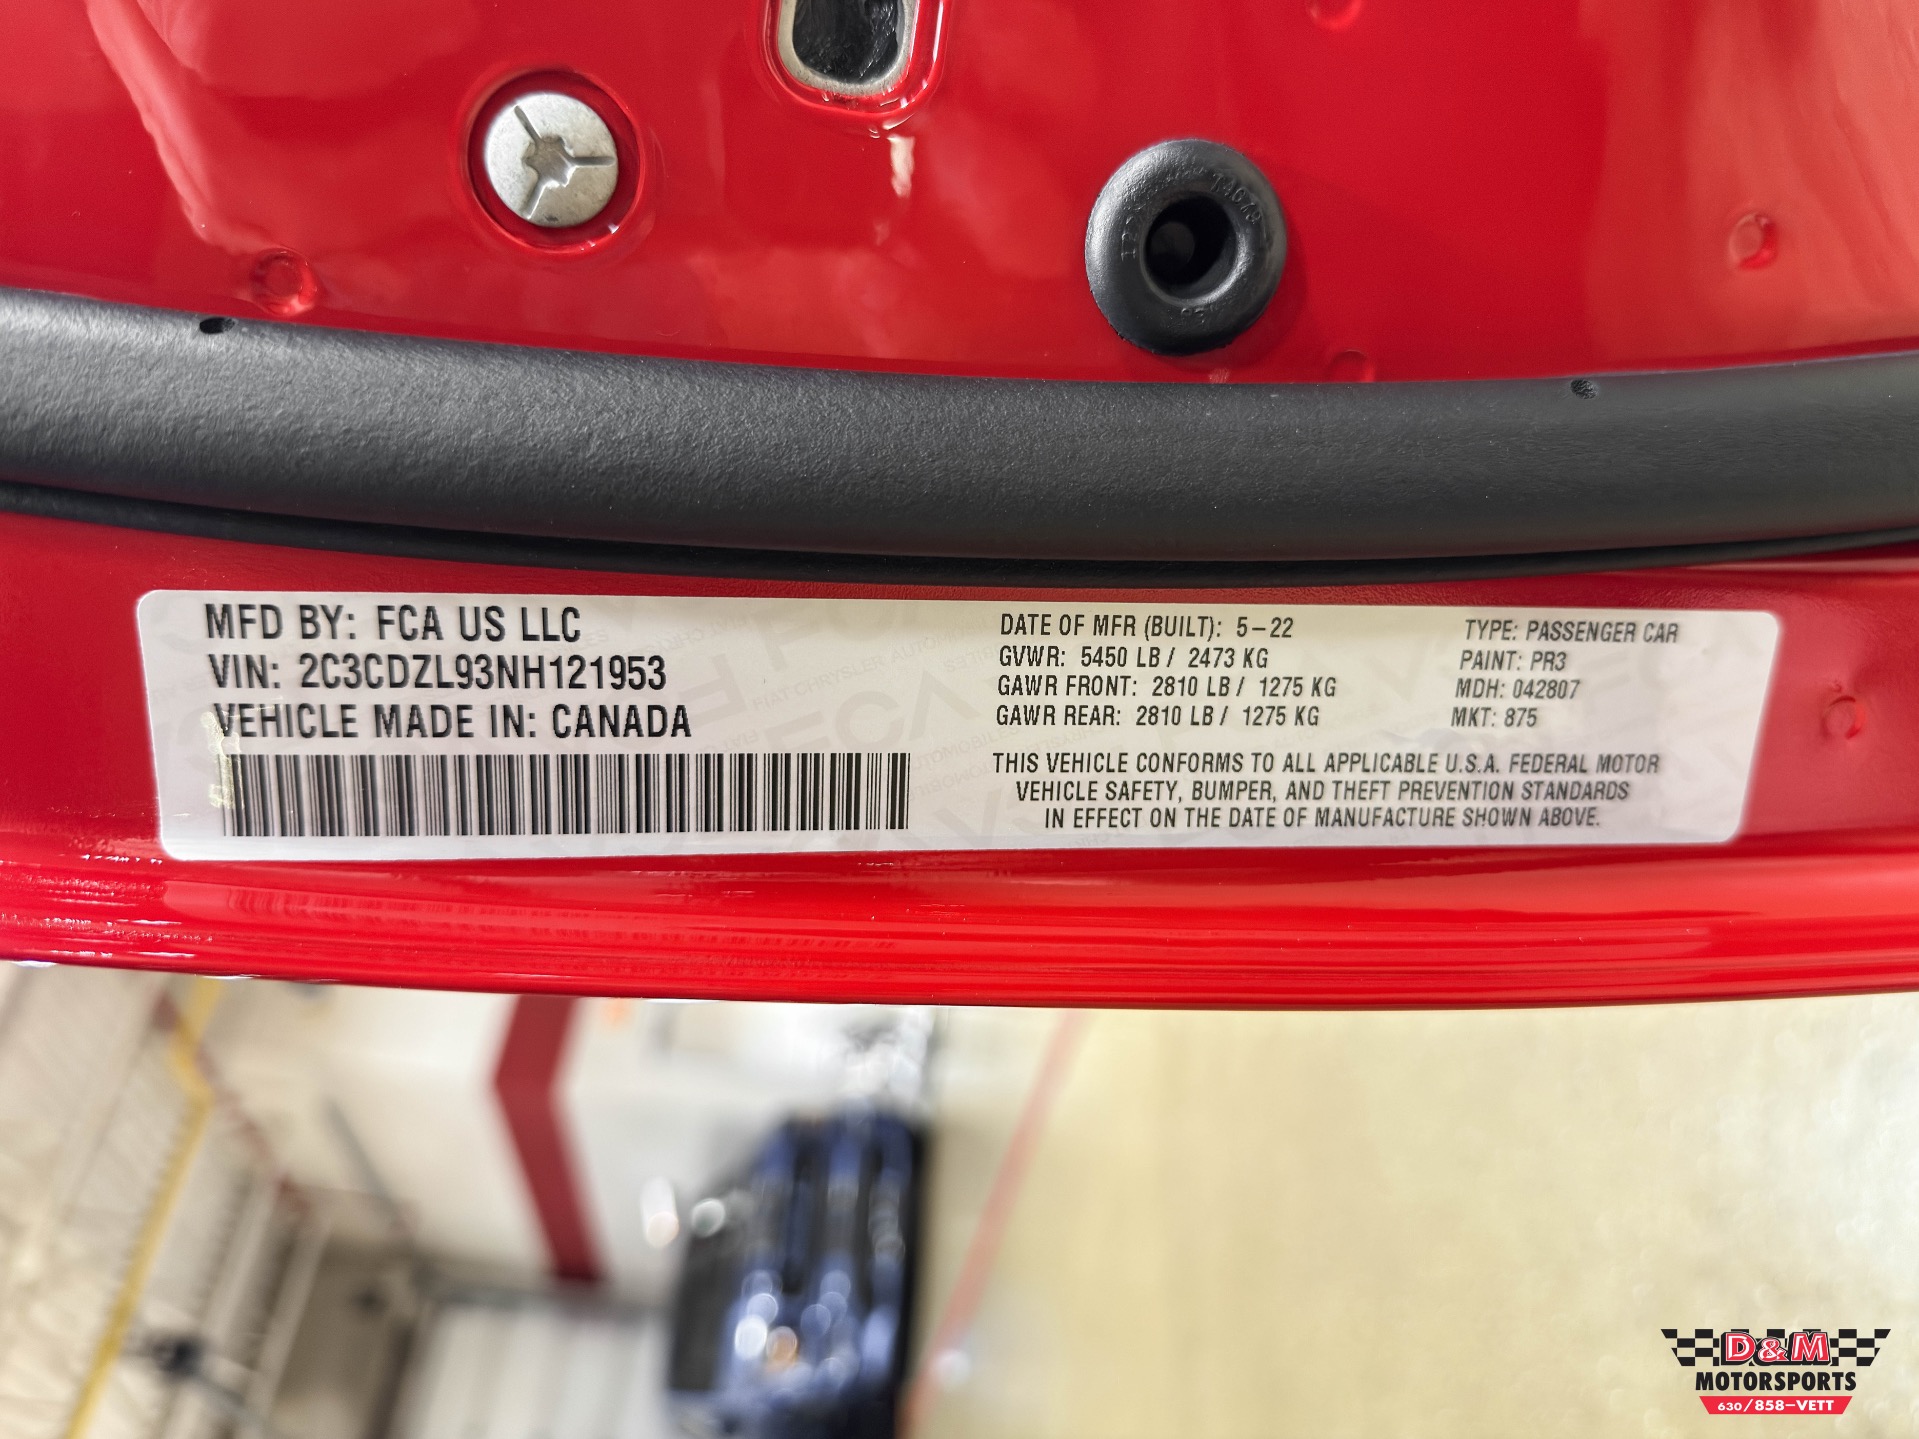 MFD BY: FCA US LLC
VIN: 2C3CDZL93NH121953
VEHICLE MADE IN: CANADA
DATE OF MFR (BUILT): 5-22
GVWR: 5450 LB / 2473 KG
GAWR FRONT: 2810 LB / 1275 KG
GAWR REAR: 2810 LB / 1275 KG
TYPE: PASSENGER CAR
PAINT: PR3
MDH: 042807
MKT: 875
THIS VEHICLE CONFORMS TO ALL APPLICABLE U.S.A. FEDERAL MOTOR
VEHICLE SAFETY, BUMPER, AND THEFT PREVENTION STANDARDS
IN EFFECT ON THE DATE OF MANUFACTURE SHOWN ABOVE.
D&M
MOTORSPORTS
630/858-VETT